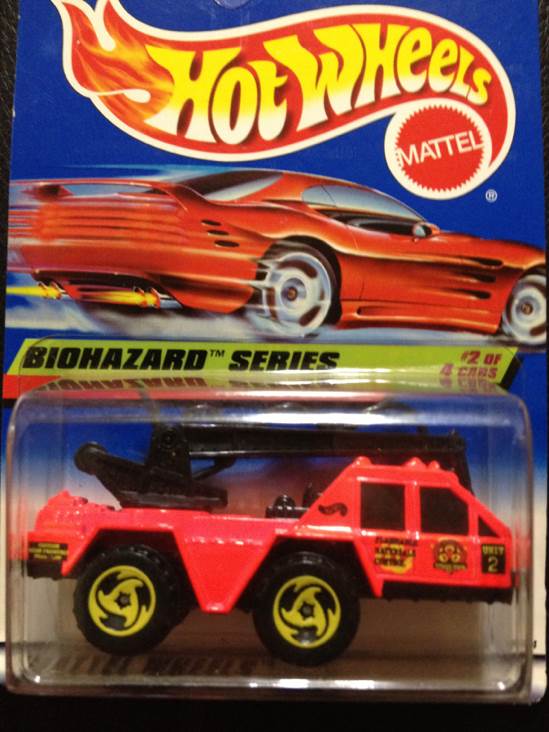 HOT WHEELS
MATTEL
®
BIOHAZARD™ SERIES
#2 OF
4 CARS
FLAMMABLE
MATERIALS
CONTROL
UNIT
2